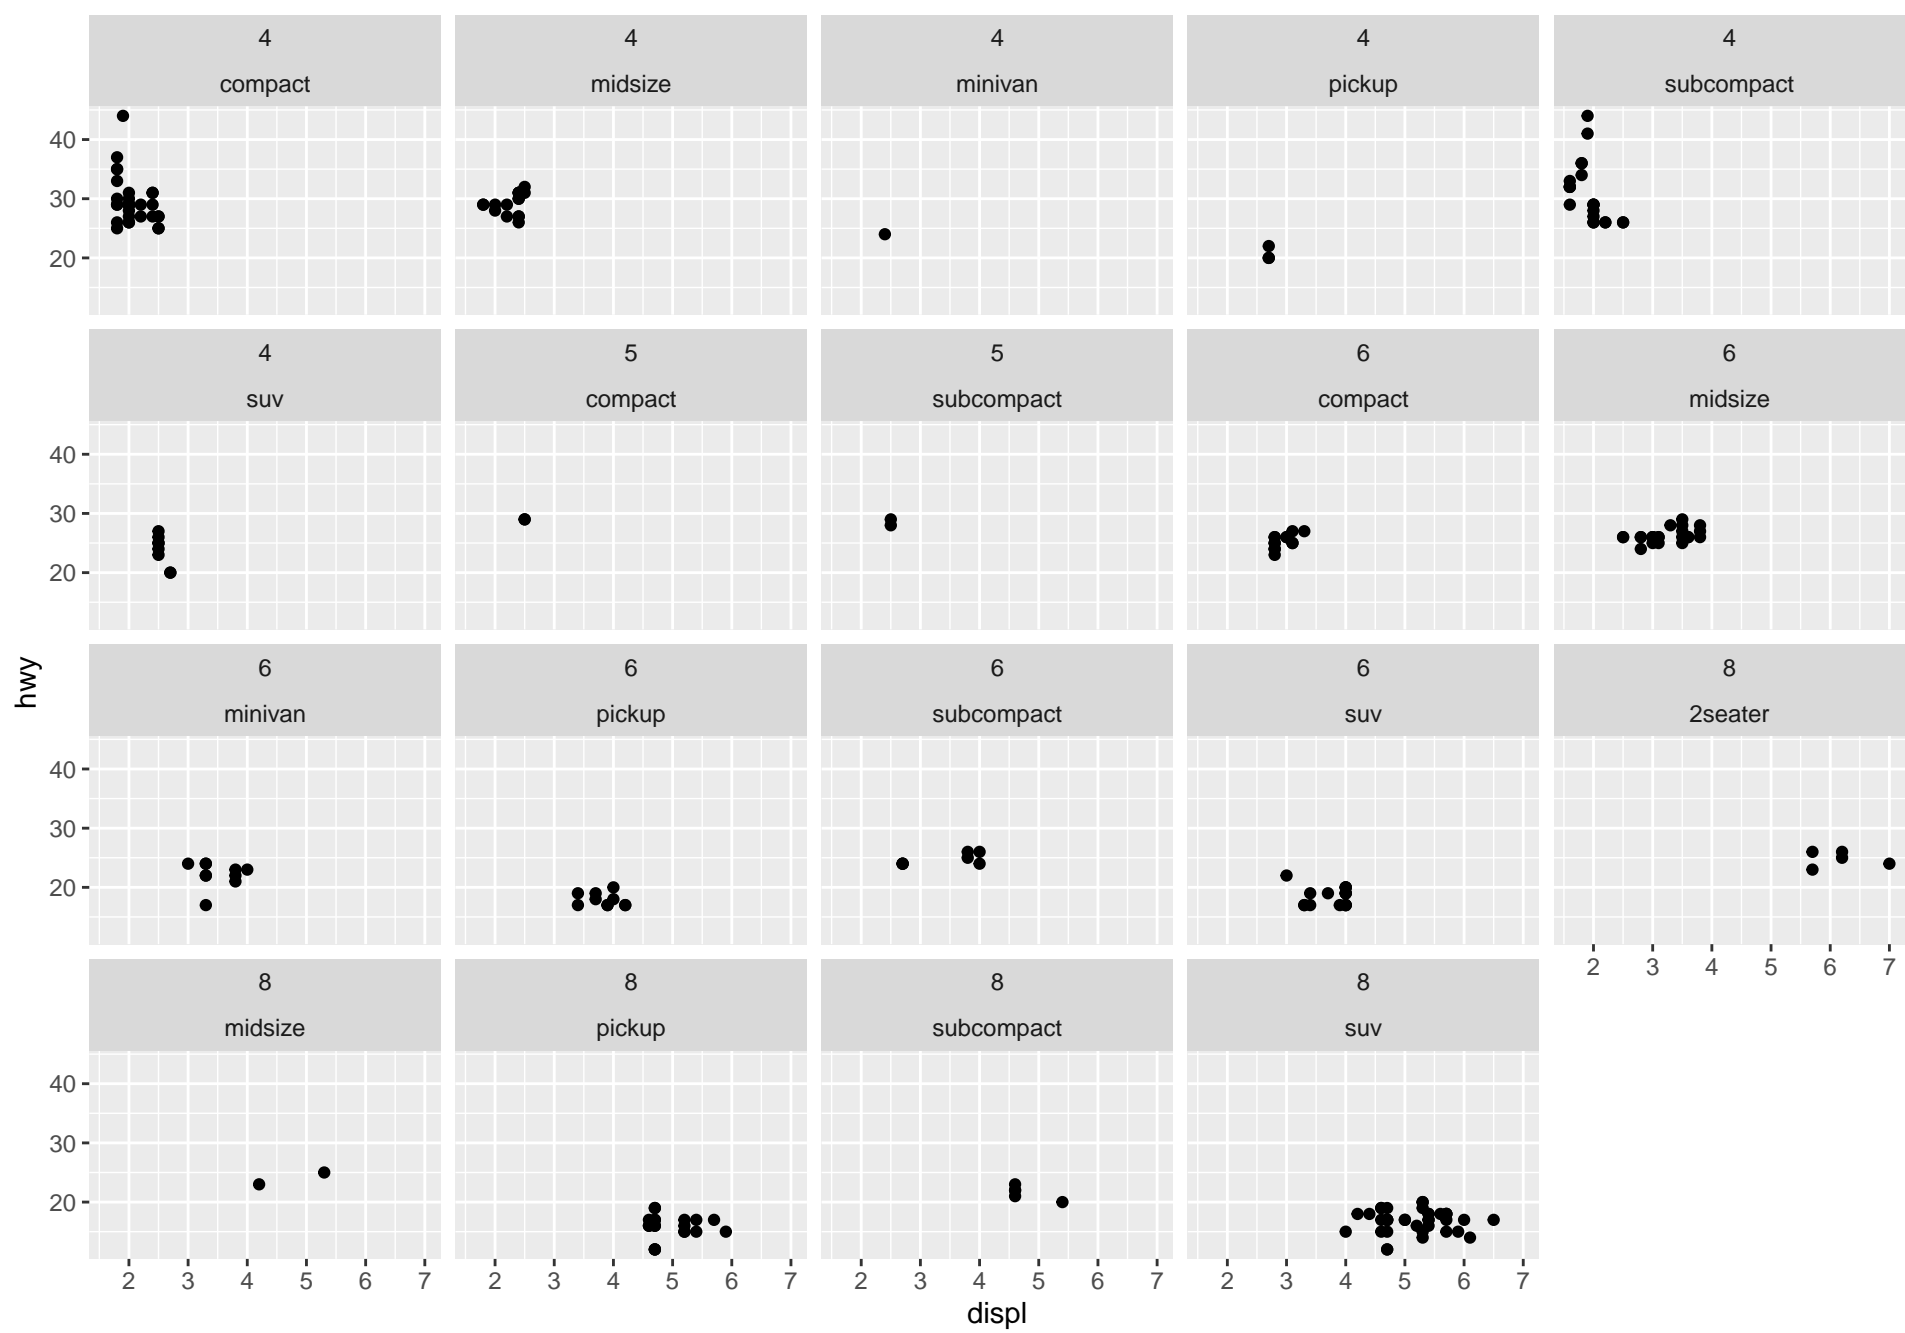 4 4 4 4 4
compact midsize minivan pickup subcompact
40
30
20
4 5 5 6 6
suv compact subcompact compact midsize
40
30
20
6 6 6 6 8
minivan pickup subcompact suv 2seater
40
30
20
hwy
2 3 4 5 6 7
8 8 8 8
midsize pickup subcompact suv
40
30
20
2 3 4 5 6 7 2 3 4 5 6 7 2 3 4 5 6 7 2 3 4 5 6 7
displ